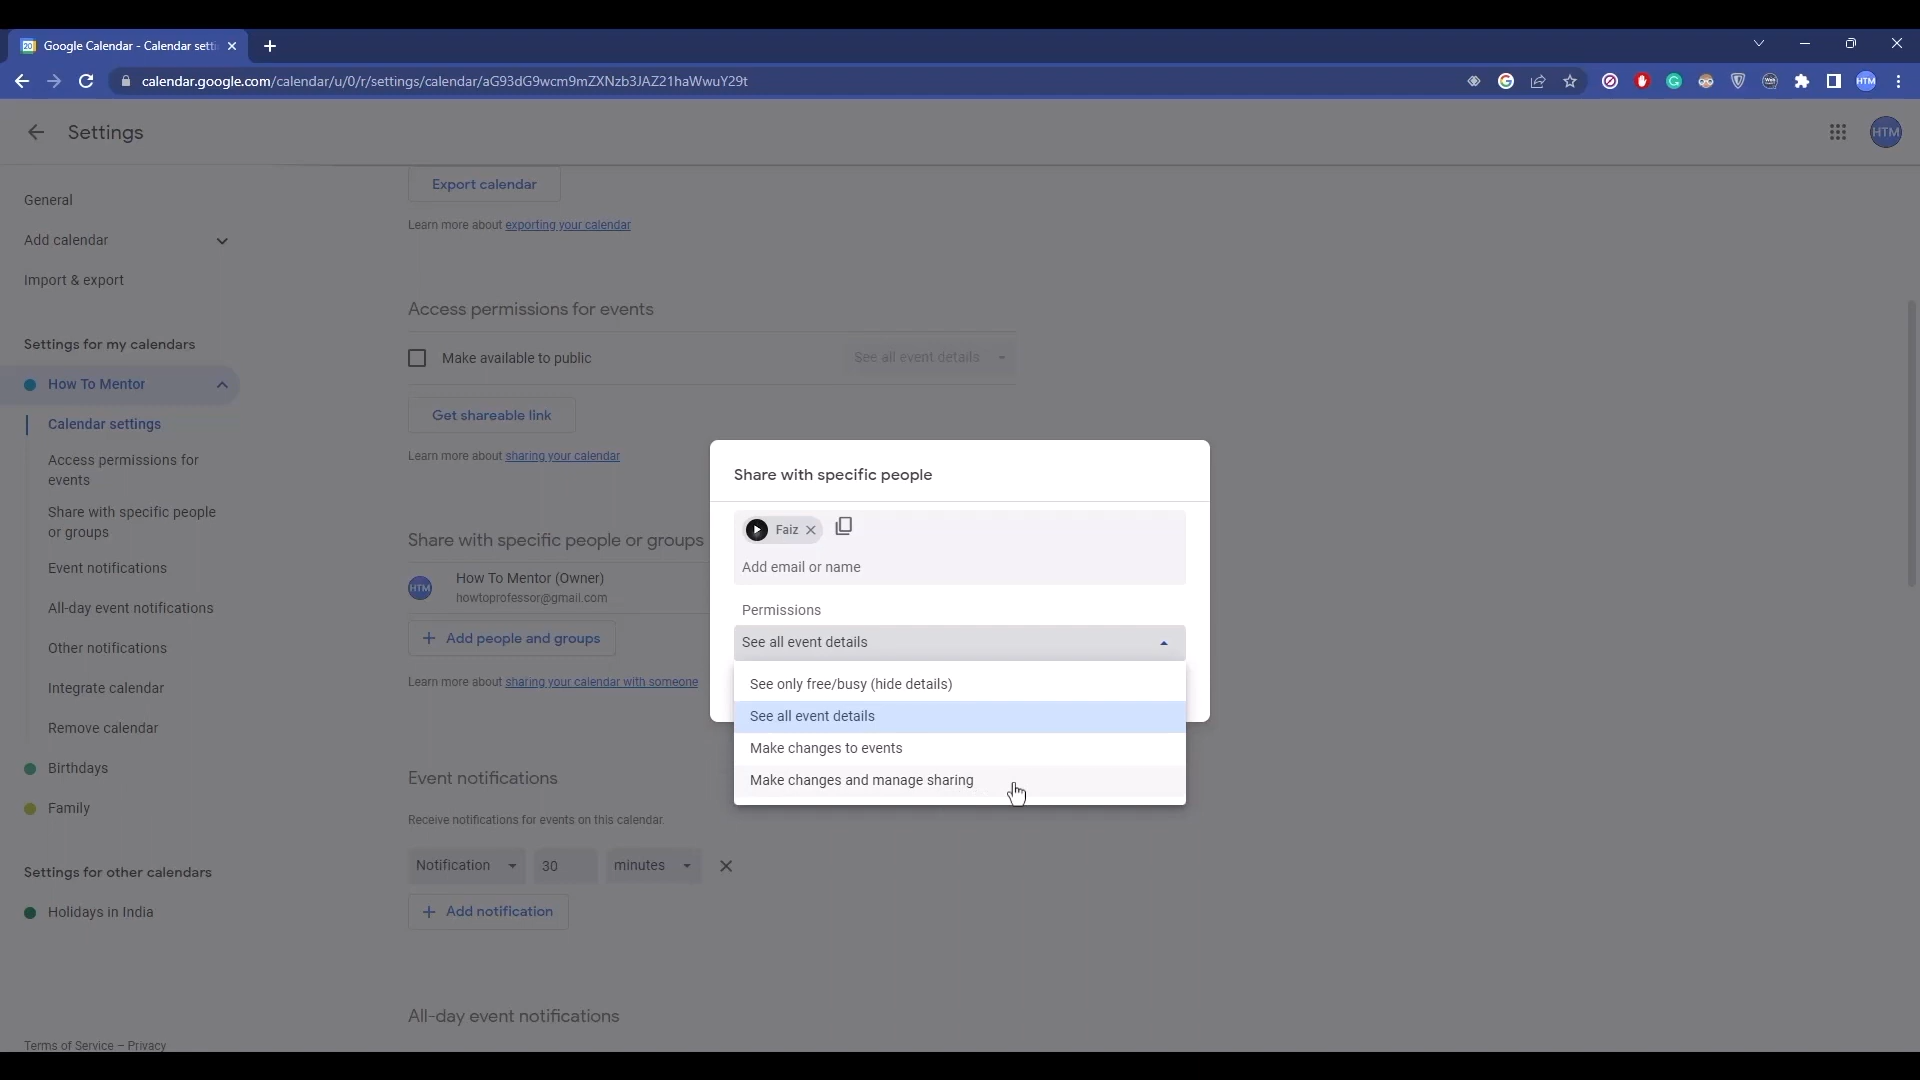 Google Calendar - Calendar setti
calendar.google.com/calendar/u/0/r/settings/calendar/aG93dG9wcm9mZXNzb3JAZ21haWwuY29t
HTM
Settings
HTM
General
Add calendar
Import & export
Settings for my calendars
How To Mentor
Calendar settings
Access permissions for
events
Share with specific people
or groups
Event notifications
All-day event notifications
Other notifications
Integrate calendar
Remove calendar
Birthdays
Family
Settings for other calendars
Holidays in India
Terms of Service – Privacy
Export calendar
Learn more about exporting your calendar
Access permissions for events
Make available to public
See all event details
Get shareable link
Learn more about sharing your calendar
Share with specific people or groups
HTM
How To Mentor (Owner)
howtoprofessor@gmail.com
Add people and groups
Learn more about sharing your calendar with someone
Event notifications
Receive notifications for events on this calendar.
Notification 30 minutes
Add notification
All-day event notifications
Share with specific people
Faiz
Add email or name
Permissions
See all event details
See only free/busy (hide details)
See all event details
Make changes to events
Make changes and manage sharing